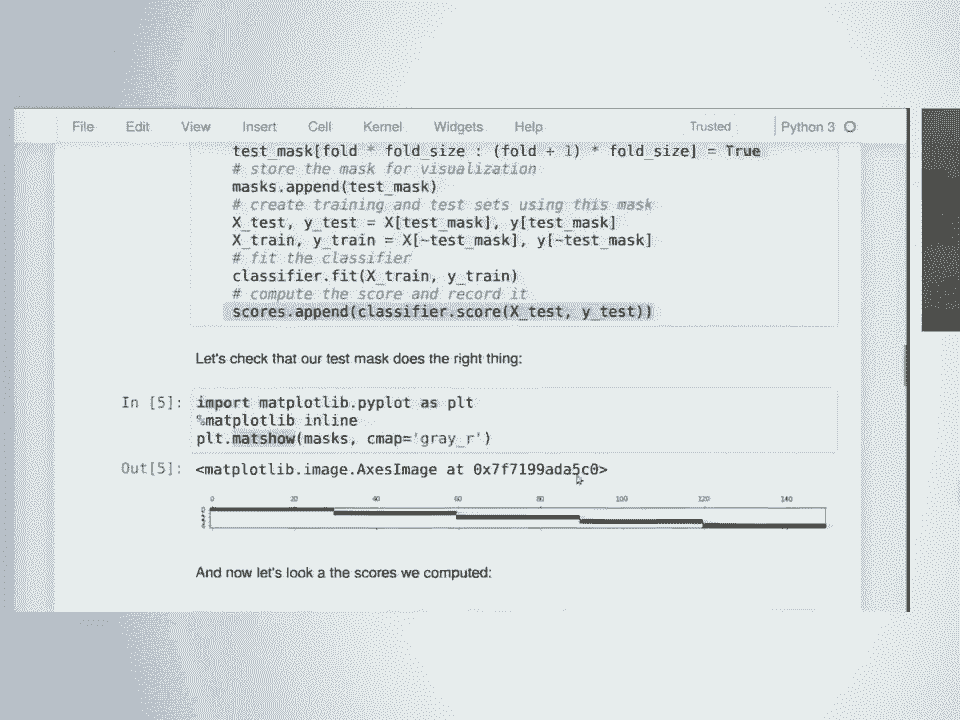 File Edit View Insert Cell Kernel Widgets Help Trusted Python 3
test_mask[fold * fold_size : (fold + 1) * fold_size] = True
# store the mask for visualization
masks.append(test_mask)
# create training and test sets using this mask
X_test, y_test = X[test_mask], y[test_mask]
X_train, y_train = X[~test_mask], y[~test_mask]
# fit the classifier
classifier.fit(X_train, y_train)
# compute the score and record it
scores.append(classifier.score(X_test, y_test))
Let's check that our test mask does the right thing:
In [5]: import matplotlib.pyplot as plt
%matplotlib inline
plt.matshow(masks, cmap='gray_r')
Out[5]: <matplotlib.image.AxesImage at 0x7f7199ada5c0>
0 20 40 60 80 100 120 140
And now let's look a the scores we computed: